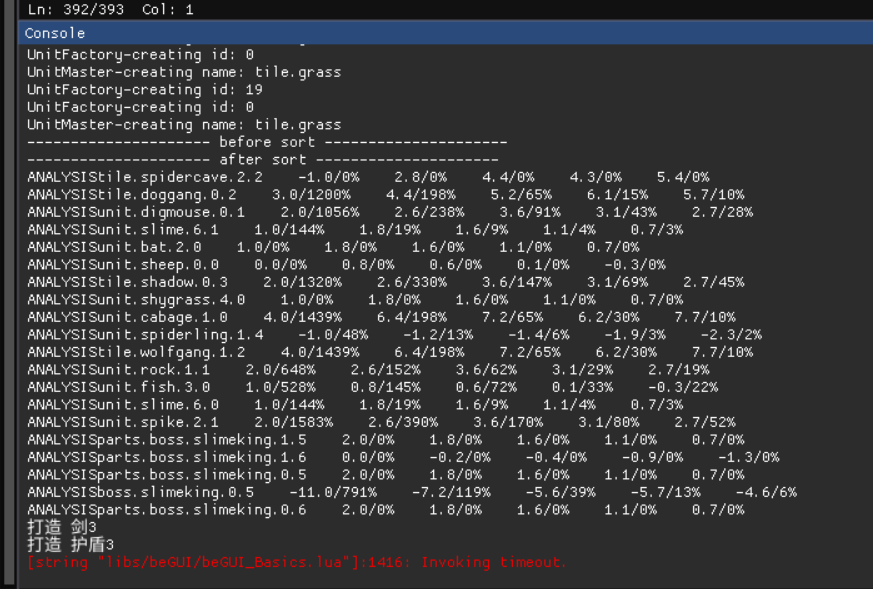 Ln: 392/393 Col: 1
Console
UnitFactory-creating id: 0
UnitMaster-creating name: tile.grass
UnitFactory-creating id: 19
UnitFactory-creating id: 0
UnitMaster-creating name: tile.grass
--------------------- before sort ---------------------
--------------------- after sort ---------------------
ANALYSIStile.spidercave.2.2 -1.0/0% 2.8/0% 4.4/0% 4.3/0% 5.4/0%
ANALYSIStile.doggang.0.2 3.0/1200% 4.4/198% 5.2/65% 6.1/15% 5.7/10%
ANALYSISunit.digmouse.0.1 2.0/1056% 2.6/238% 3.6/91% 3.1/43% 2.7/28%
ANALYSISunit.slime.6.1 1.0/144% 1.8/19% 1.6/9% 1.1/4% 0.7/3%
ANALYSISunit.bat.2.0 1.0/0% 1.8/0% 1.6/0% 1.1/0% 0.7/0%
ANALYSISunit.sheep.0.0 0.0/0% 0.8/0% 0.6/0% 0.1/0% -0.3/0%
ANALYSIStile.shadow.0.3 2.0/1320% 2.6/330% 3.6/147% 3.1/69% 2.7/45%
ANALYSISunit.shygrass.4.0 1.0/0% 1.8/0% 1.6/0% 1.1/0% 0.7/0%
ANALYSISunit.cabage.1.0 4.0/1439% 6.4/198% 7.2/65% 6.2/30% 7.7/10%
ANALYSISunit.spiderling.1.4 -1.0/48% -1.2/13% -1.4/6% -1.9/3% -2.3/2%
ANALYSIStile.wolfgang.1.2 4.0/1439% 6.4/198% 7.2/65% 6.2/30% 7.7/10%
ANALYSISunit.rock.1.1 2.0/648% 2.6/152% 3.6/62% 3.1/29% 2.7/19%
ANALYSISunit.fish.3.0 1.0/528% 0.8/145% 0.6/72% 0.1/33% -0.3/22%
ANALYSISunit.slime.6.0 1.0/144% 1.8/19% 1.6/9% 1.1/4% 0.7/3%
ANALYSISunit.spike.2.1 2.0/1583% 2.6/390% 3.6/170% 3.1/80% 2.7/52%
ANALYSISparts.boss.slimeking.1.5 2.0/0% 1.8/0% 1.6/0% 1.1/0% 0.7/0%
ANALYSISparts.boss.slimeking.1.6 0.0/0% -0.2/0% -0.4/0% -0.9/0% -1.3/0%
ANALYSISparts.boss.slimeking.0.5 2.0/0% 1.8/0% 1.6/0% 1.1/0% 0.7/0%
ANALYSISboss.slimeking.0.5 -11.0/791% -7.2/119% -5.6/39% -5.7/13% -4.6/6%
ANALYSISparts.boss.slimeking.0.6 2.0/0% 1.8/0% 1.6/0% 1.1/0% 0.7/0%
打造 剑3
打造 护盾3
[string "libs/beGUI/beGUI_Basics.lua"]:1416: Invoking timeout.